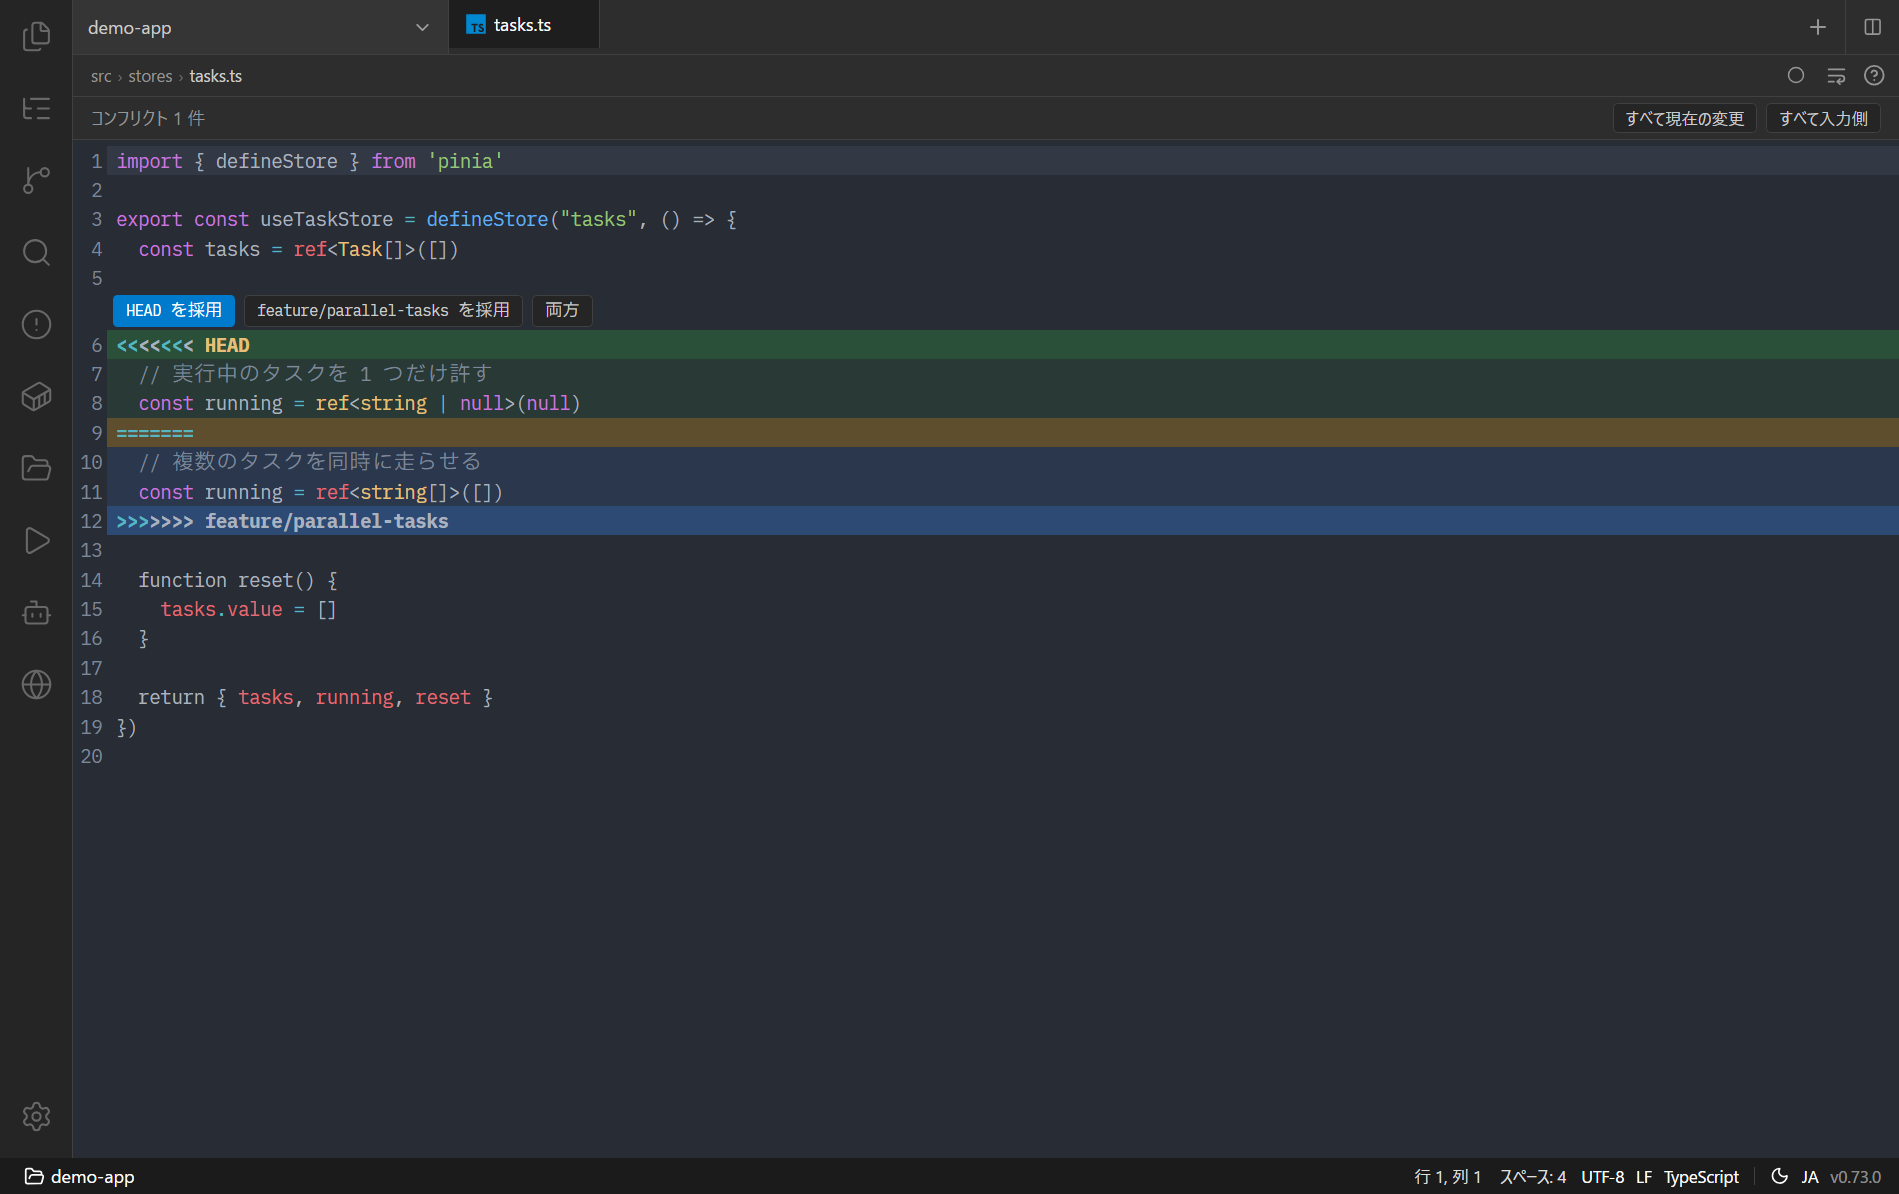 demo-app
TS tasks.ts
src › stores › tasks.ts
コンフリクト 1 件
すべて現在の変更 すべて入力側
1 import { defineStore } from 'pinia'
2
3 export const useTaskStore = defineStore("tasks", () => {
4   const tasks = ref<Task[]>([])
5
HEAD を採用 feature/parallel-tasks を採用 両方
6 <<<<<<< HEAD
7   // 実行中のタスクを 1 つだけ許す
8   const running = ref<string | null>(null)
9 =======
10   // 複数のタスクを同時に走らせる
11   const running = ref<string[]>([])
12 >>>>>>> feature/parallel-tasks
13
14   function reset() {
15     tasks.value = []
16   }
17
18   return { tasks, running, reset }
19 })
20
demo-app
行 1, 列 1 スペース: 4 UTF-8 LF TypeScript JA v0.73.0